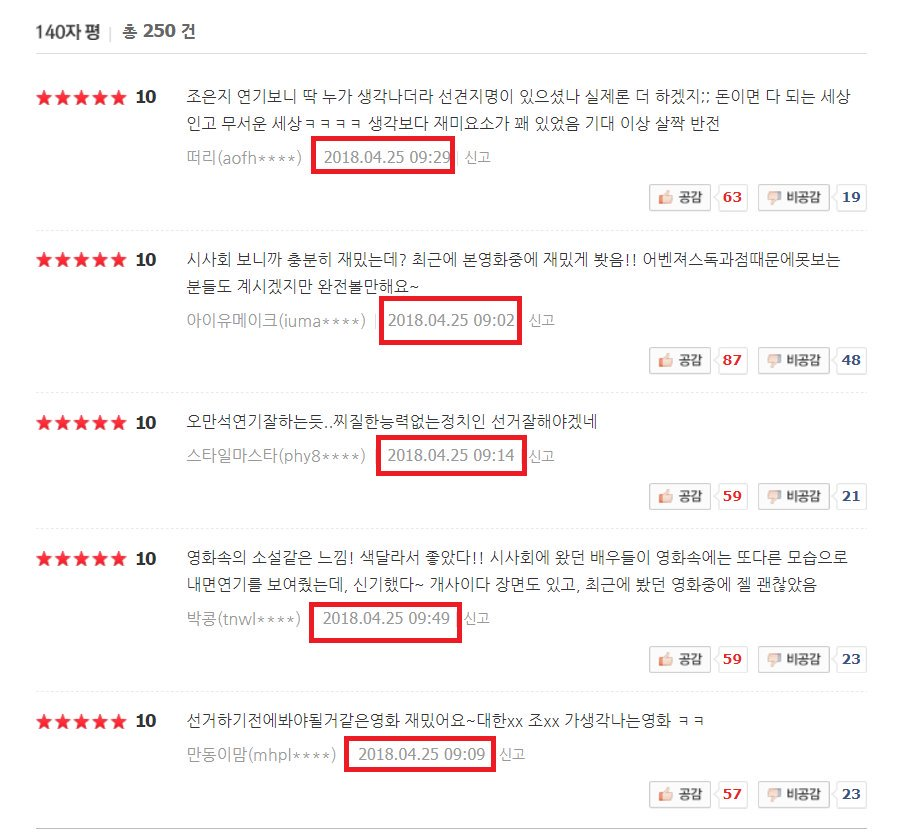 140자 평 | 총 250 건
★★★★★ 10
조은지 연기보니 딱 누가 생각나더라 선견지명이 있으셨나 실제론 더 하겠지;; 돈이면 다 되는 세상
인고 무서운 세상ㅋㅋㅋㅋ 생각보다 재미요소가 꽤 있었음 기대 이상 살짝 반전
떠리(aofh****) 2018.04.25 09:29 | 신고
공감 63 비공감 19
★★★★★ 10
시사회 보니까 충분히 재밌는데? 최근에 본영화중에 재밌게 봣음!! 어벤져스독과점때문에못보는
분들도 계시겠지만 완전볼만해요~
아이유메이크(iuma****) | 2018.04.25 09:02 신고
공감 87 비공감 48
★★★★★ 10
오만석연기잘하는듯..찌질한능력없는정치인 선거잘해야겠네
스타일마스타(phy8****) 2018.04.25 09:14 신고
공감 59 비공감 21
★★★★★ 10
영화속의 소설같은 느낌! 색달라서 좋았다!! 시사회에 왔던 배우들이 영화속에는 또다른 모습으로
내면연기를 보여줬는데, 신기했다~ 개사이다 장면도 있고, 최근에 봤던 영화중에 젤 괜찮았음
박콩(tnwl****) 2018.04.25 09:49 신고
공감 59 비공감 23
★★★★★ 10
선거하기전에봐야될거같은영화 재밌어요~대한xx 조xx 가생각나는영화 ㅋㅋ
만동이맘(mhpl****) 2018.04.25 09:09 신고
공감 57 비공감 23